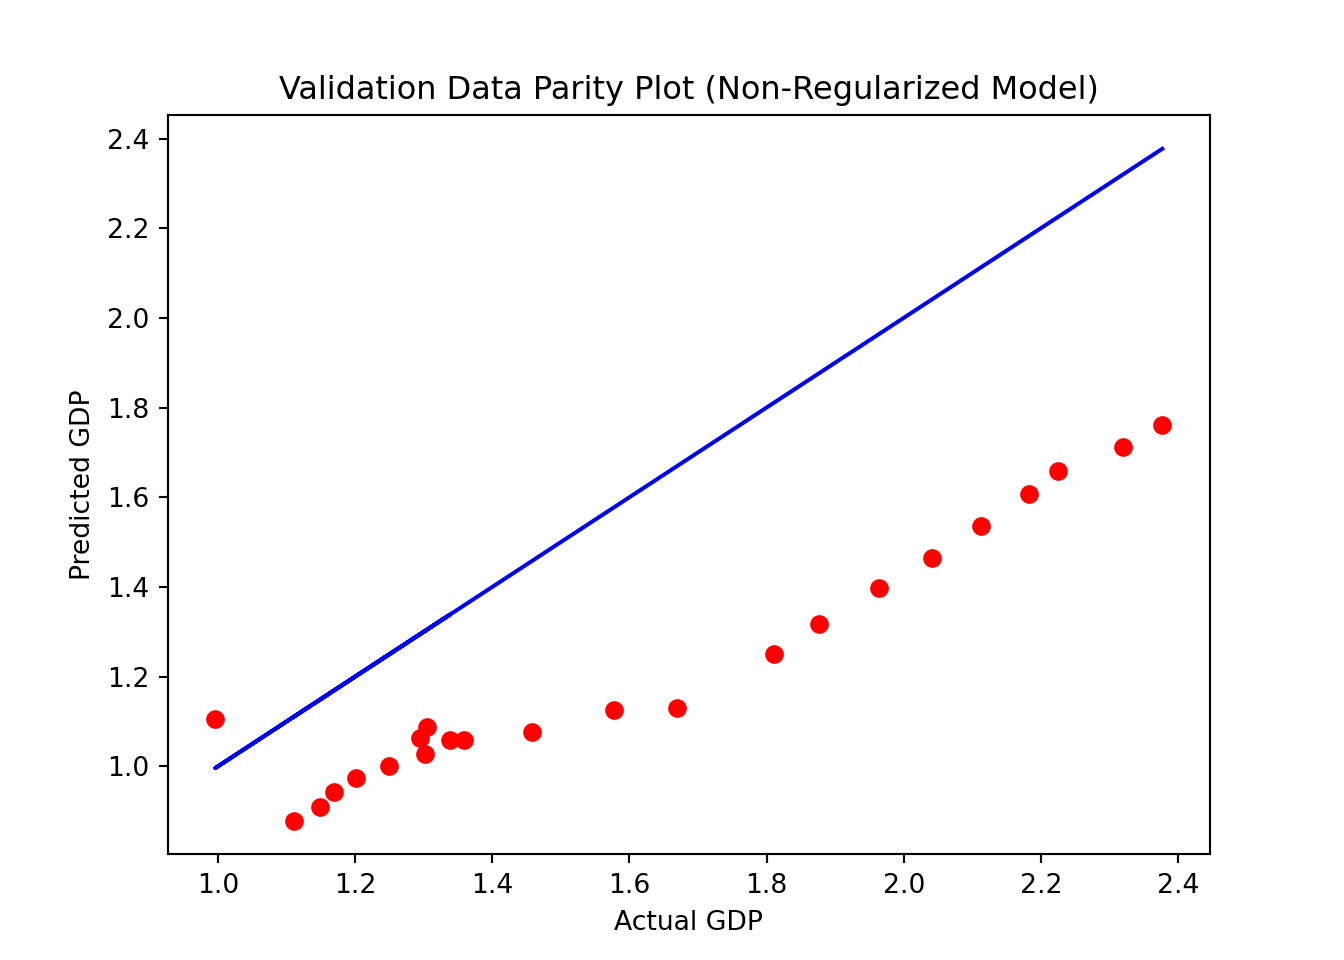 Validation Data Parity Plot (Non-Regularized Model)
2.4
2.2
2.0
1.8
1.6
1.4
1.2
1.0
Predicted GDP
1.0 1.2 1.4 1.6 1.8 2.0 2.2 2.4
Actual GDP